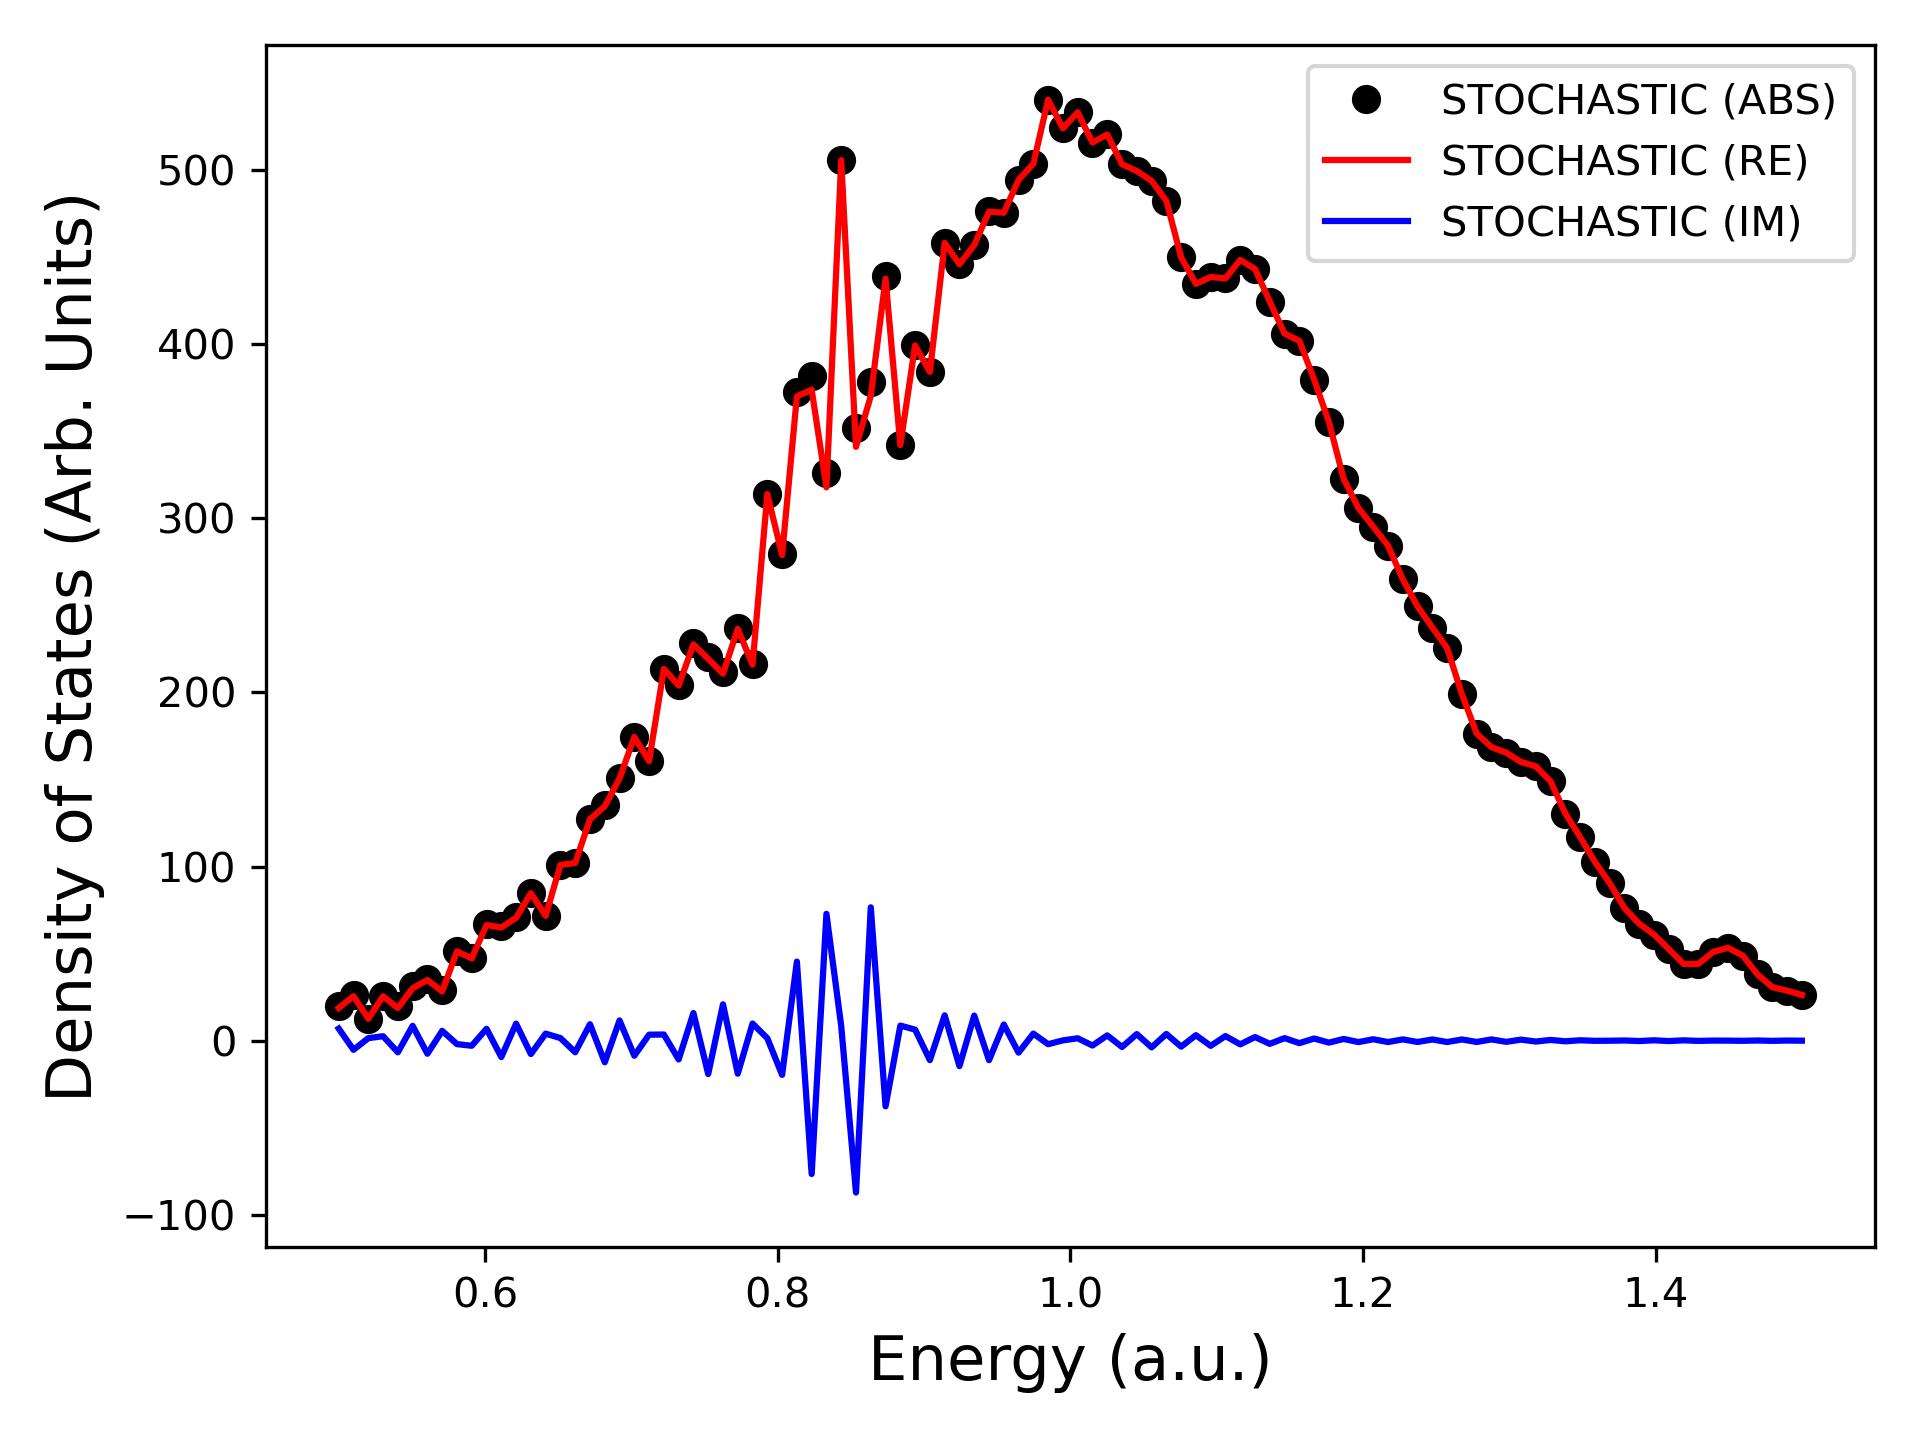 STOCHASTIC (ABS)
STOCHASTIC (RE)
STOCHASTIC (IM)
Density of States (Arb. Units)
500
400
300
200
100
0
−100
0.6 0.8 1.0 1.2 1.4
Energy (a.u.)